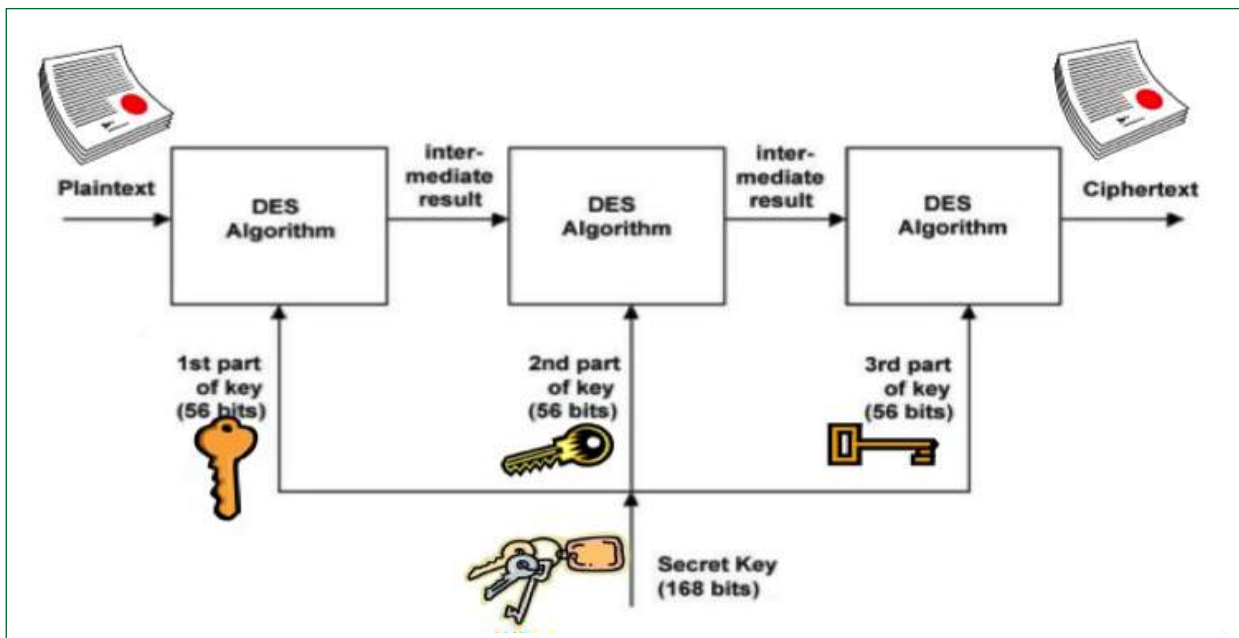 Plaintext
DES
Algorithm
inter-
mediate
result
DES
Algorithm
inter-
mediate
result
DES
Algorithm
Ciphertext
1st part
of key
(56 bits)
2nd part
of key
(56 bits)
3rd part
of key
(56 bits)
Secret Key
(168 bits)